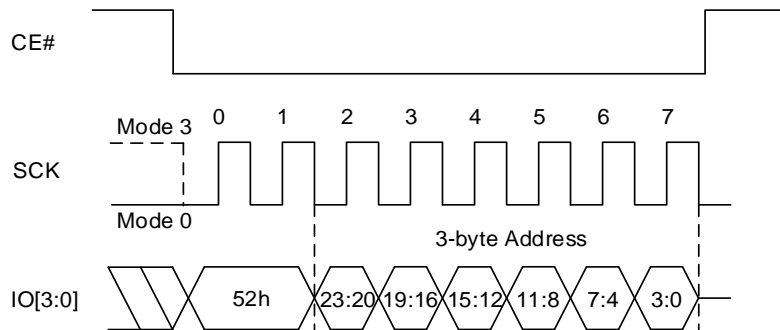 CE#
0 1 2 3 4 5 6 7
Mode 3
SCK
Mode 0
3-byte Address
IO[3:0]
52h 23:20 19:16 15:12 11:8 7:4 3:0